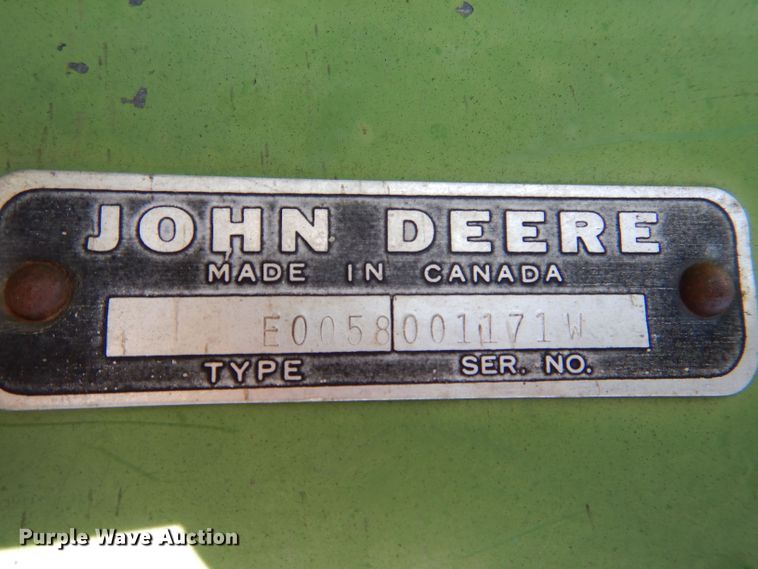 JOHN DEERE
MADE IN CANADA
E0058 001171W
TYPE SER. NO.
Purple Wave Auction